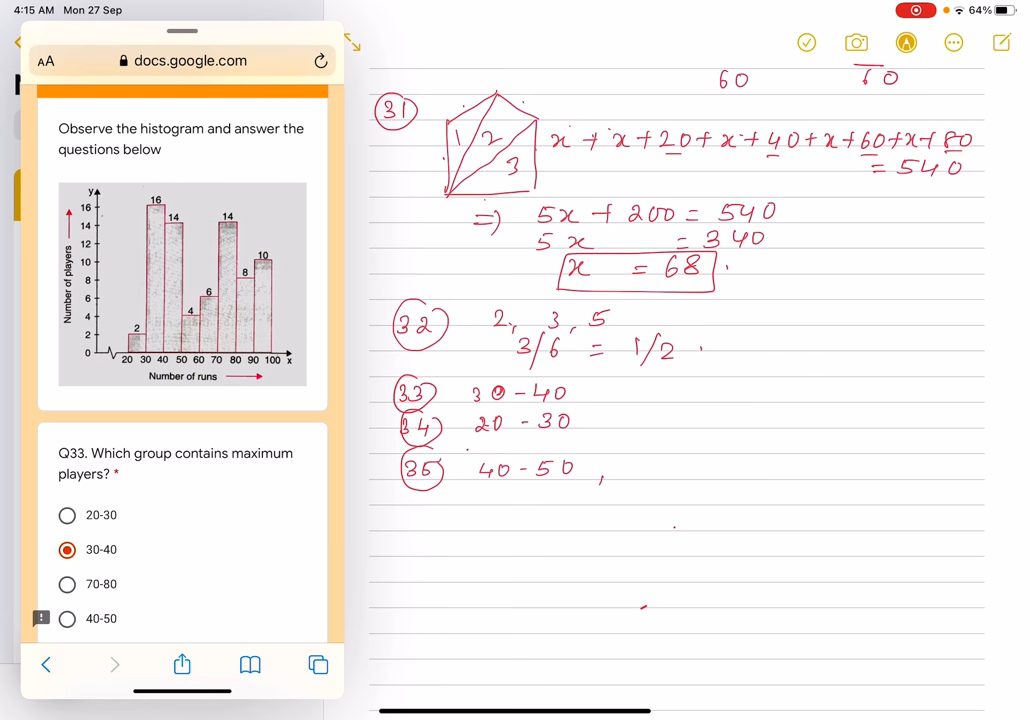 4:15 AM Mon 27 Sep
64%
AA docs.google.com
Observe the histogram and answer the
questions below
y
16
14
12
10
8
6
4
2
0
Number of players
2
16
14
4
6
14
8
10
20 30 40 50 60 70 80 90 100 x
Number of runs
Q33. Which group contains maximum
players? *
20-30
30-40
70-80
40-50
60 60
31
1 2 3
x + x + 20 + x + 40 + x + 60 + x + 80
= 540
=> 5x + 200 = 540
5x = 340
x = 68
32 2, 3, 5
3/6 = 1/2
33 30 - 40
34 20 - 30
35 40 - 50 ,